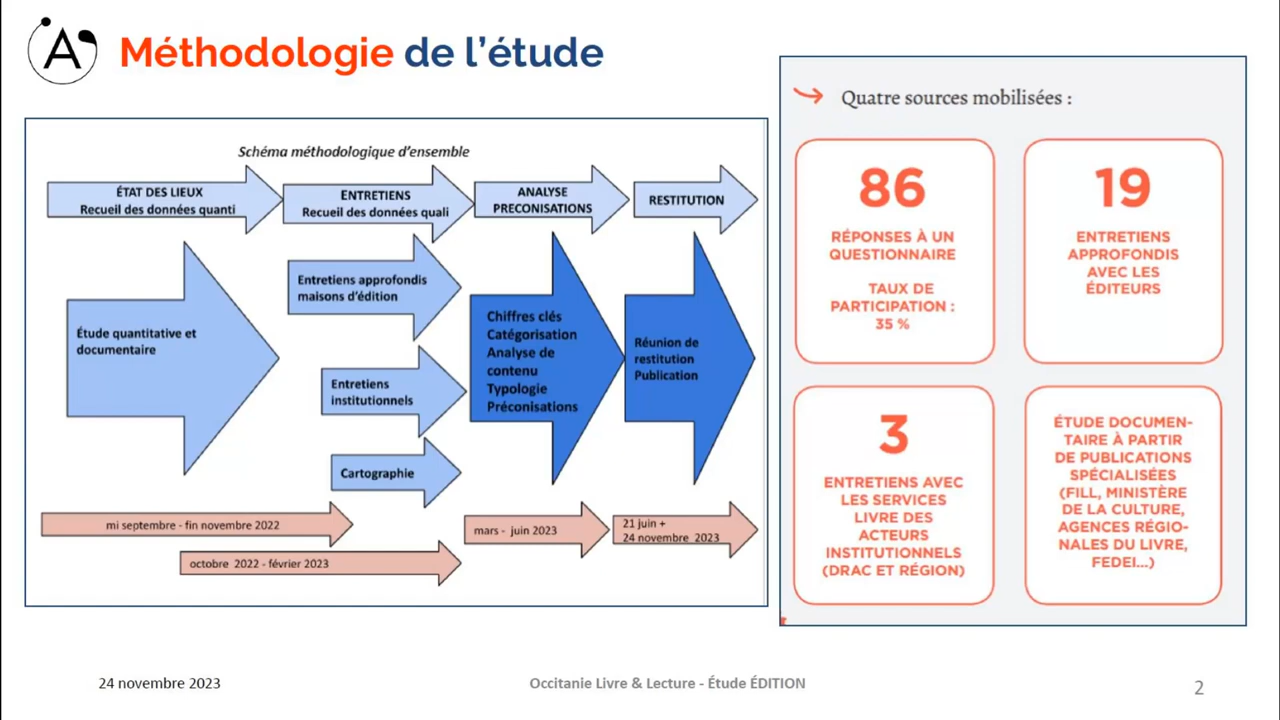 A
Méthodologie de l'étude
Schéma méthodologique d'ensemble
ÉTAT DES LIEUX
Recueil des données quanti
ENTRETIENS
Recueil des données quali
ANALYSE
PRECONISATIONS
RESTITUTION
Étude quantitative et
documentaire
Entretiens approfondis
maisons d'édition
Entretiens
institutionnels
Cartographie
Chiffres clés
Catégorisation
Analyse de
contenu
Typologie
Préconisations
Réunion de
restitution
Publication
mi septembre - fin novembre 2022
octobre 2022 - février 2023
mars - juin 2023
21 juin +
24 novembre 2023
Quatre sources mobilisées :
86
RÉPONSES À UN
QUESTIONNAIRE
TAUX DE
PARTICIPATION :
35 %
19
ENTRETIENS
APPROFONDIS
AVEC LES
ÉDITEURS
3
ENTRETIENS AVEC
LES SERVICES
LIVRE DES
ACTEURS
INSTITUTIONNELS
(DRAC ET RÉGION)
ÉTUDE DOCUMEN-
TAIRE À PARTIR
DE PUBLICATIONS
SPÉCIALISÉES
(FILL, MINISTÈRE
DE LA CULTURE,
AGENCES RÉGIO-
NALES DU LIVRE,
FEDEI...)
24 novembre 2023
Occitanie Livre & Lecture - Étude ÉDITION
2